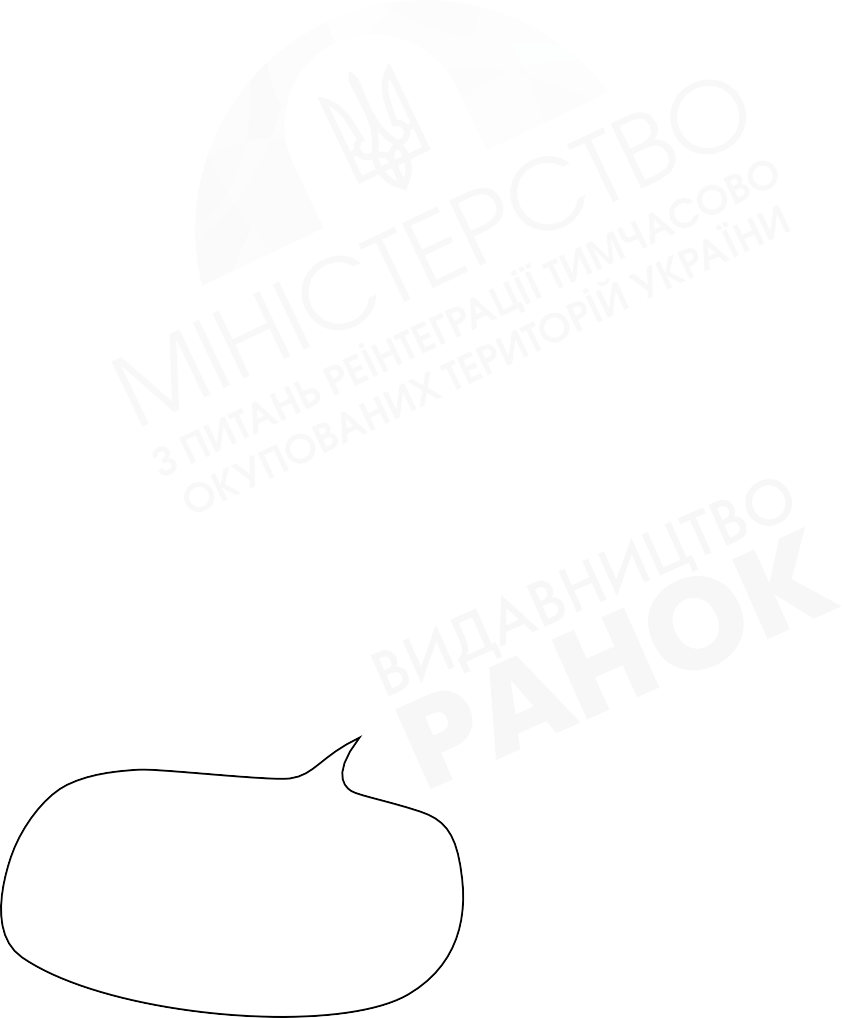 МІНІСТЕРСТВО
З ПИТАНЬ РЕІНТЕГРАЦІЇ ТИМЧАСОВО
ОКУПОВАНИХ ТЕРИТОРІЙ УКРАЇНИ
ВИДАВНИЦТВО
РАНОК